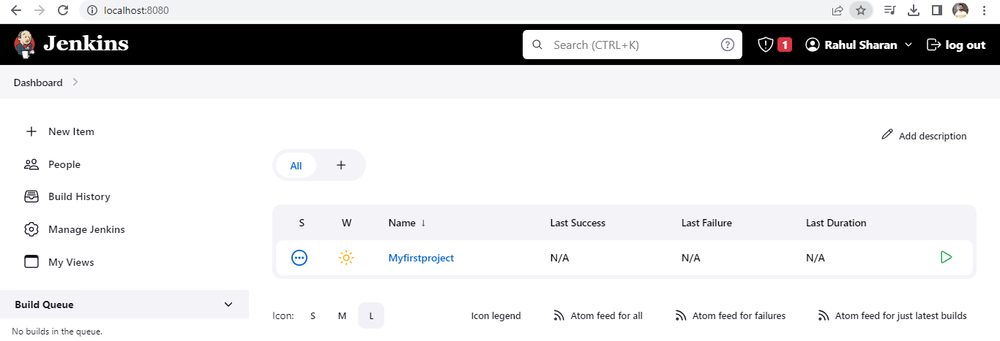 localhost:8080
Jenkins
Search (CTRL+K)
1
Rahul Sharan
log out
Dashboard
New Item
People
Build History
Manage Jenkins
My Views
Build Queue
No builds in the queue.
Add description
All
S W Name ↓ Last Success Last Failure Last Duration
Myfirstproject N/A N/A N/A
Icon: S M L Icon legend Atom feed for all Atom feed for failures Atom feed for just latest builds